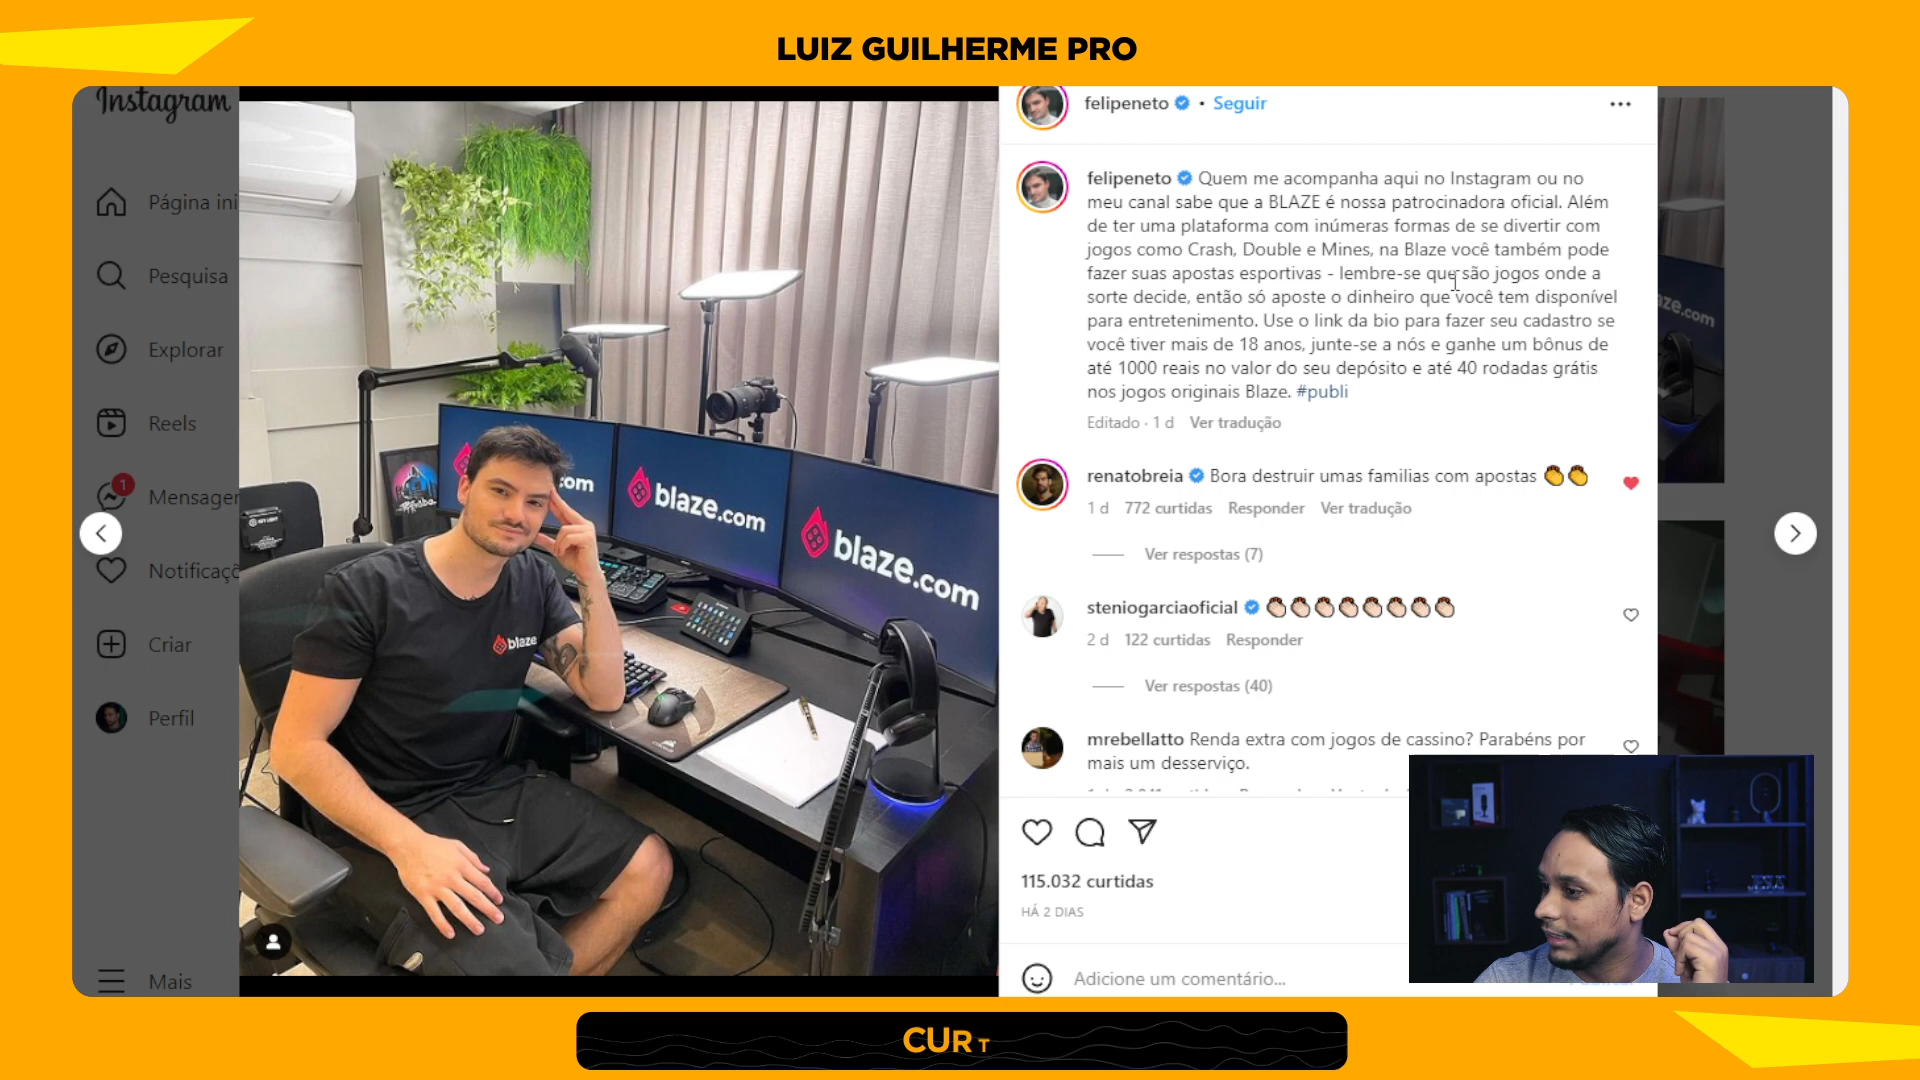 LUIZ GUILHERME PRO
Instagram
Página ini
Pesquisa
Explorar
Reels
1
Mensager
Notificaçõ
Criar
Perfil
Mais
.com
blaze.com
blaze.com
blaze
felipeneto • Seguir
felipeneto Quem me acompanha aqui no Instagram ou no
meu canal sabe que a BLAZE é nossa patrocinadora oficial. Além
de ter uma plataforma com inúmeras formas de se divertir com
jogos como Crash, Double e Mines, na Blaze você também pode
fazer suas apostas esportivas - lembre-se que são jogos onde a
sorte decide, então só aposte o dinheiro que você tem disponível
para entretenimento. Use o link da bio para fazer seu cadastro se
você tiver mais de 18 anos, junte-se a nós e ganhe um bônus de
até 1000 reais no valor do seu depósito e até 40 rodadas grátis
nos jogos originais Blaze. #publi
Editado · 1 d Ver tradução
renatobreia Bora destruir umas familias com apostas 👏👏
1 d 772 curtidas Responder Ver tradução
Ver respostas (7)
steniogarciaoficial 👏🏻👏🏻👏🏻👏🏻👏🏻👏🏻👏🏻👏🏻
2 d 122 curtidas Responder
Ver respostas (40)
mrebellatto Renda extra com jogos de cassino? Parabéns por
mais um desserviço.
115.032 curtidas
HÁ 2 DIAS
Adicione um comentário...
ze.com
CURT